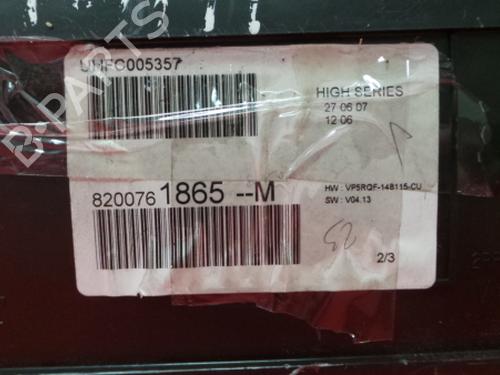 UHFC005357
HIGH SERIES
27 06 07
12 06
8200761865 --M
HW : VP5RQF-14B115-CU
SW : V04.13
2/3
B-PARTS